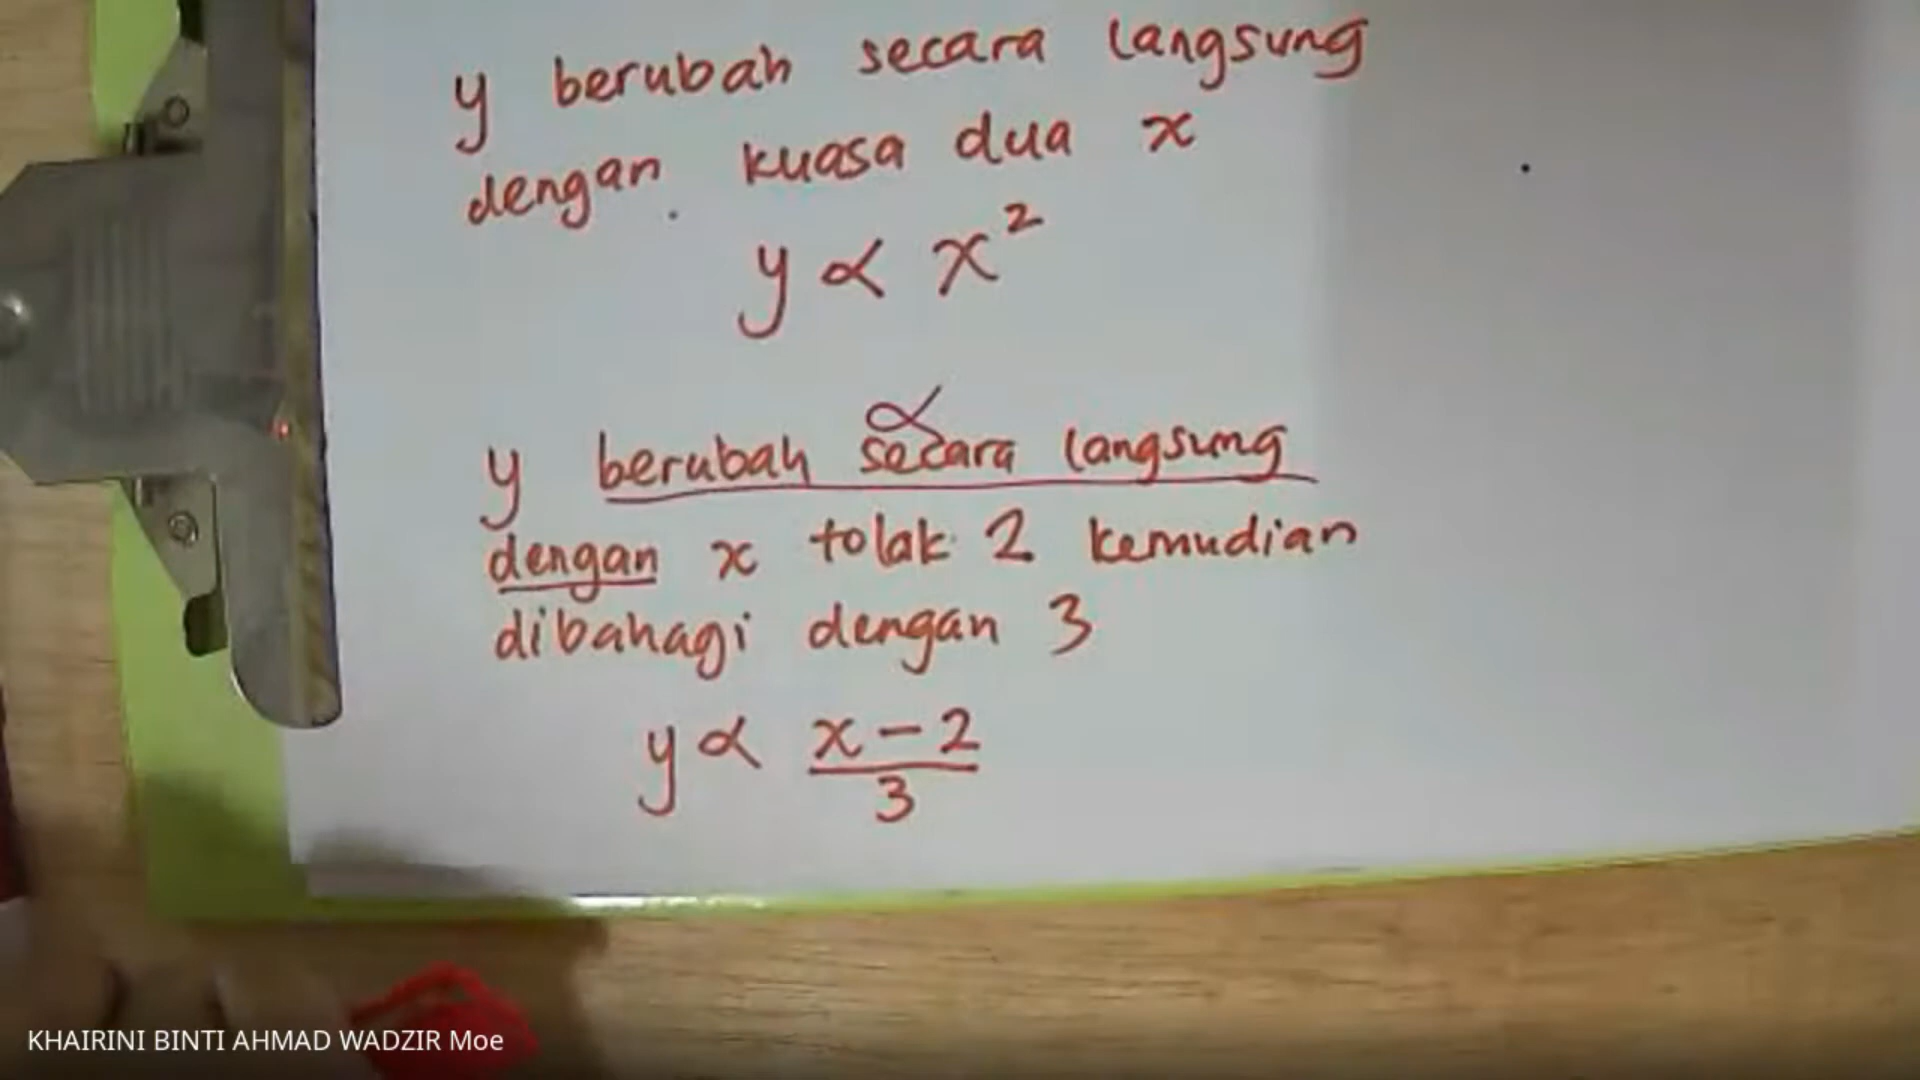 y berubah secara langsung
dengan kuasa dua x
y ∝ x²
∝
y berubah secara langsung
dengan x tolak 2 kemudian
dibahagi dengan 3
y ∝ x - 2
3
KHAIRINI BINTI AHMAD WADZIR Moe